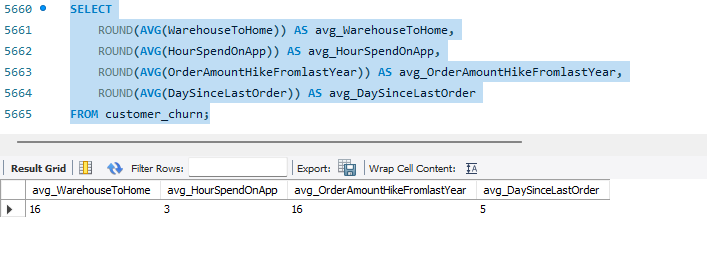 5660 SELECT
5661 ROUND(AVG(WarehouseToHome)) AS avg_WarehouseToHome,
5662 ROUND(AVG(HourSpendOnApp)) AS avg_HourSpendOnApp,
5663 ROUND(AVG(OrderAmountHikeFromlastYear)) AS avg_OrderAmountHikeFromlastYear,
5664 ROUND(AVG(DaySinceLastOrder)) AS avg_DaySinceLastOrder
5665 FROM customer_churn;
Result Grid Filter Rows: Export: Wrap Cell Content: IA
avg_WarehouseToHome avg_HourSpendOnApp avg_OrderAmountHikeFromlastYear avg_DaySinceLastOrder
16 3 16 5